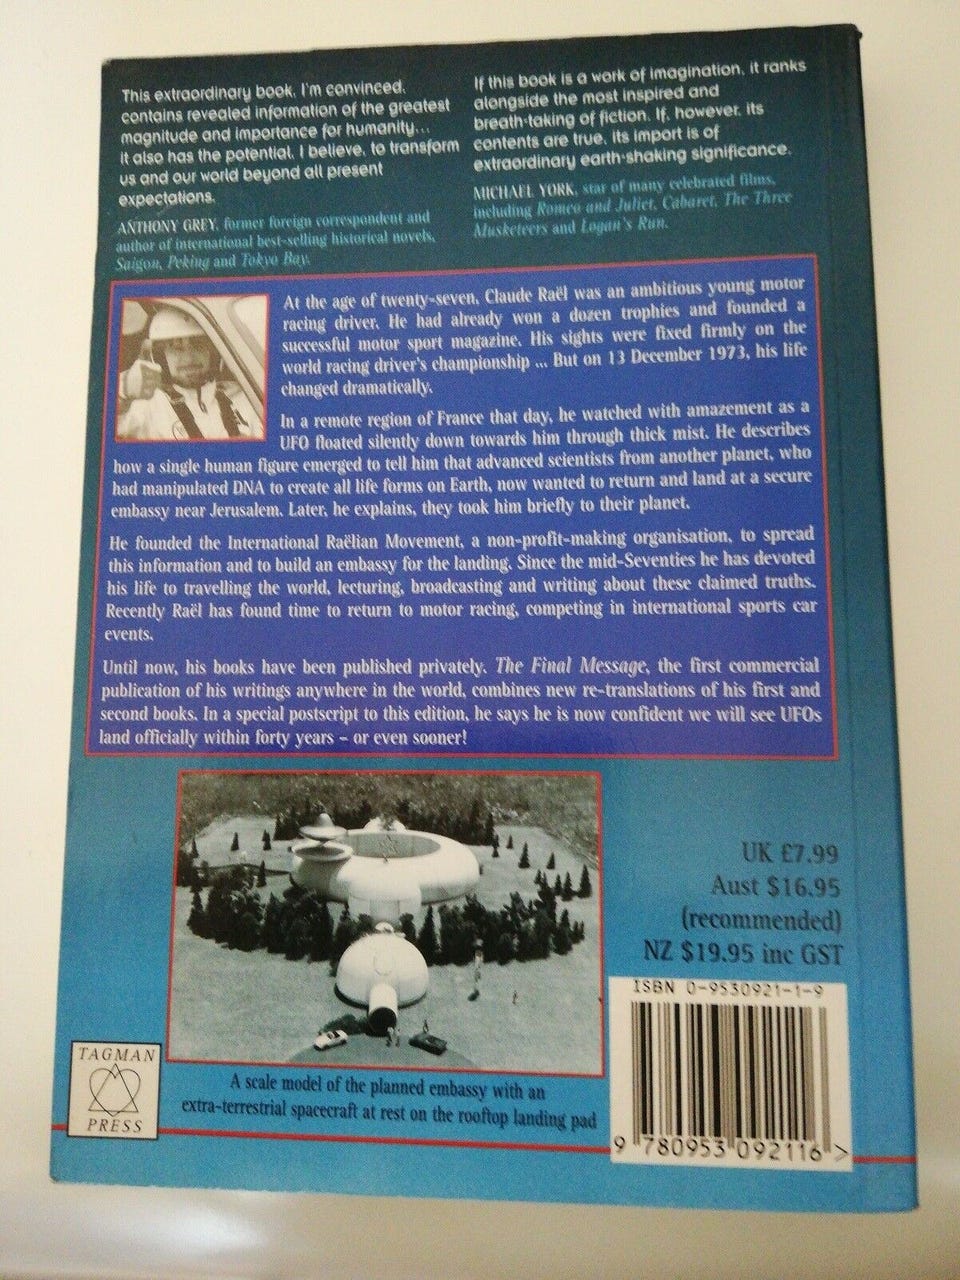 This extraordinary book, I'm convinced,
contains revealed information of the greatest
magnitude and importance for humanity...
it also has the potential, I believe, to transform
us and our world beyond all present
expectations.
ANTHONY GREY, former foreign correspondent and
author of international best-selling historical novels,
Saigon, Peking and Tokyo Bay.
If this book is a work of imagination, it ranks
alongside the most inspired and
breath-taking of fiction. If, however, its
contents are true, its import is of
extraordinary earth-shaking significance.
MICHAEL YORK, star of many celebrated films,
including Romeo and Juliet, Cabaret, The Three
Musketeers and Logan's Run.
At the age of twenty-seven, Claude Raël was an ambitious young motor
racing driver. He had already won a dozen trophies and founded a
successful motor sport magazine. His sights were fixed firmly on the
world racing driver's championship ... But on 13 December 1973, his life
changed dramatically.
In a remote region of France that day, he watched with amazement as a
UFO floated silently down towards him through thick mist. He describes
how a single human figure emerged to tell him that advanced scientists from another planet, who
had manipulated DNA to create all life forms on Earth, now wanted to return and land at a secure
embassy near Jerusalem. Later, he explains, they took him briefly to their planet.
He founded the International Raëlian Movement, a non-profit-making organisation, to spread
this information and to build an embassy for the landing. Since the mid-Seventies he has devoted
his life to travelling the world, lecturing, broadcasting and writing about these claimed truths.
Recently Raël has found time to return to motor racing, competing in international sports car
events.
Until now, his books have been published privately. The Final Message, the first commercial
publication of his writings anywhere in the world, combines new re-translations of his first and
second books. In a special postscript to this edition, he says he is now confident we will see UFOs
land officially within forty years – or even sooner!
UK £7.99
Aust $16.95
(recommended)
NZ $19.95 inc GST
ISBN 0-9530921-1-9
9 780953 092116 >
TAGMAN
PRESS
A scale model of the planned embassy with an
extra-terrestrial spacecraft at rest on the rooftop landing pad